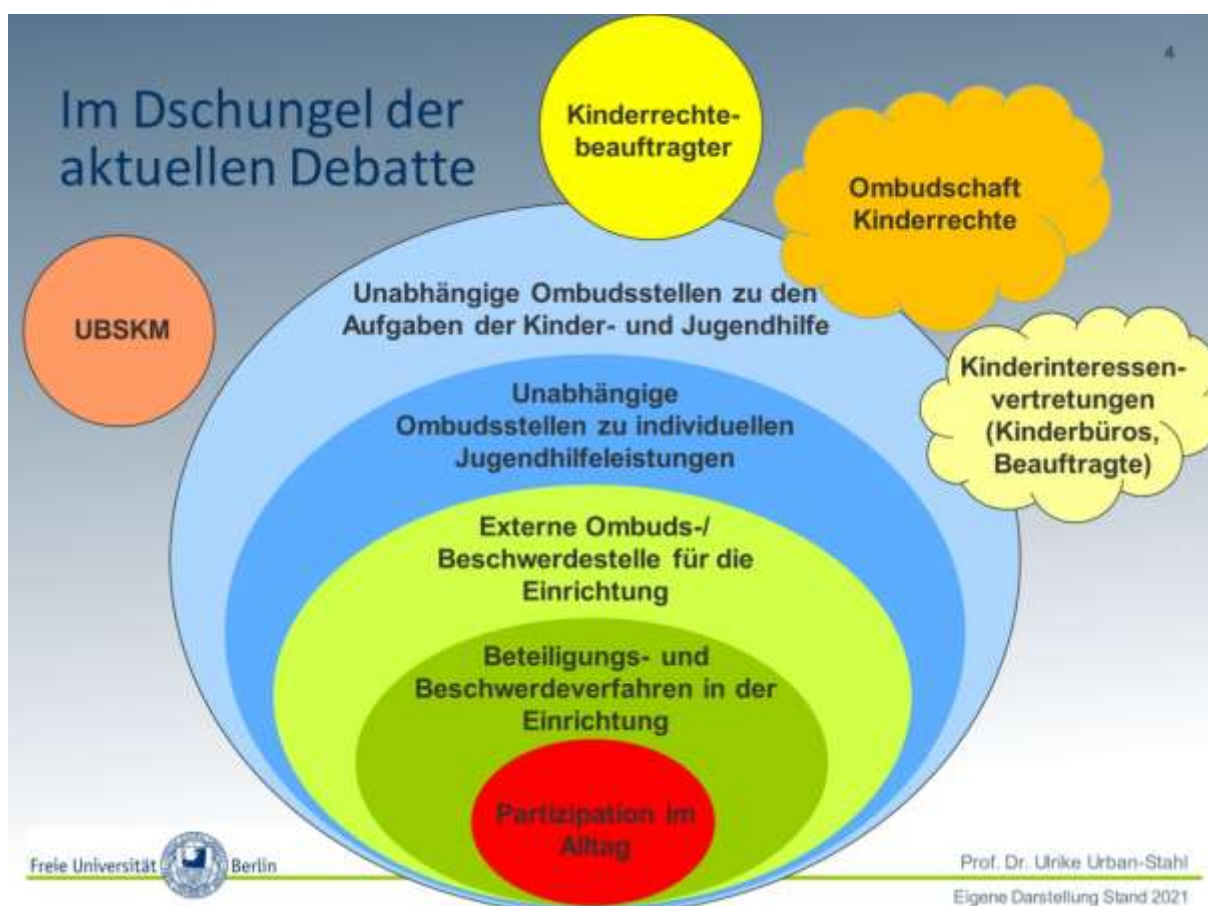 4
Im Dschungel der
aktuellen Debatte
Kinderrechte-
beauftragter
Ombudschaft
Kinderrechte
UBSKM
Unabhängige Ombudsstellen zu den
Aufgaben der Kinder- und Jugendhilfe
Kinderinteressen-
vertretungen
(Kinderbüros,
Beauftragte)
Unabhängige
Ombudsstellen zu individuellen
Jugendhilfeleistungen
Externe Ombuds-/
Beschwerdestelle für die
Einrichtung
Beteiligungs- und
Beschwerdeverfahren in der
Einrichtung
Partizipation im
Alltag
Freie Universität Berlin
Prof. Dr. Ulrike Urban-Stahl
Eigene Darstellung Stand 2021